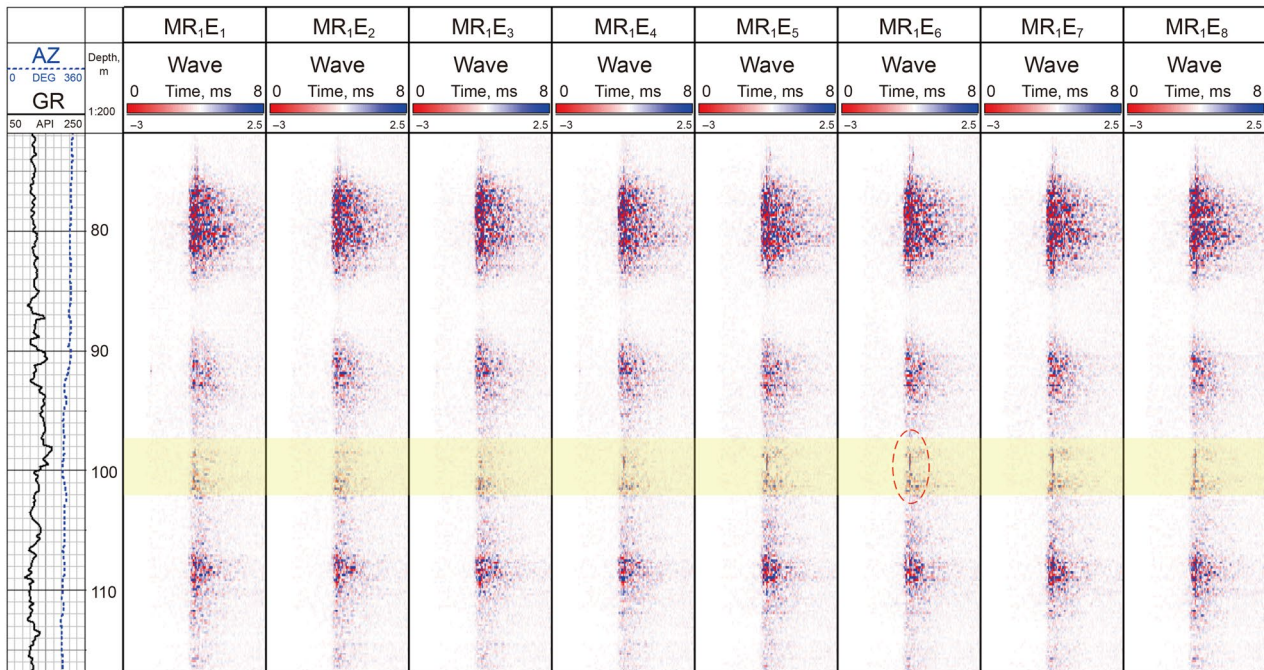 MR₁E₁ MR₁E₂ MR₁E₃ MR₁E₄ MR₁E₅ MR₁E₆ MR₁E₇ MR₁E₈
AZ Depth, m Wave Wave Wave Wave Wave Wave Wave Wave
0 DEG 360 0 Time, ms 8 0 Time, ms 8 0 Time, ms 8 0 Time, ms 8 0 Time, ms 8 0 Time, ms 8 0 Time, ms 8 0 Time, ms 8
GR 1:200
50 API 250 −3 2.5 −3 2.5 −3 2.5 −3 2.5 −3 2.5 −3 2.5 −3 2.5 −3 2.5
80
90
100
110